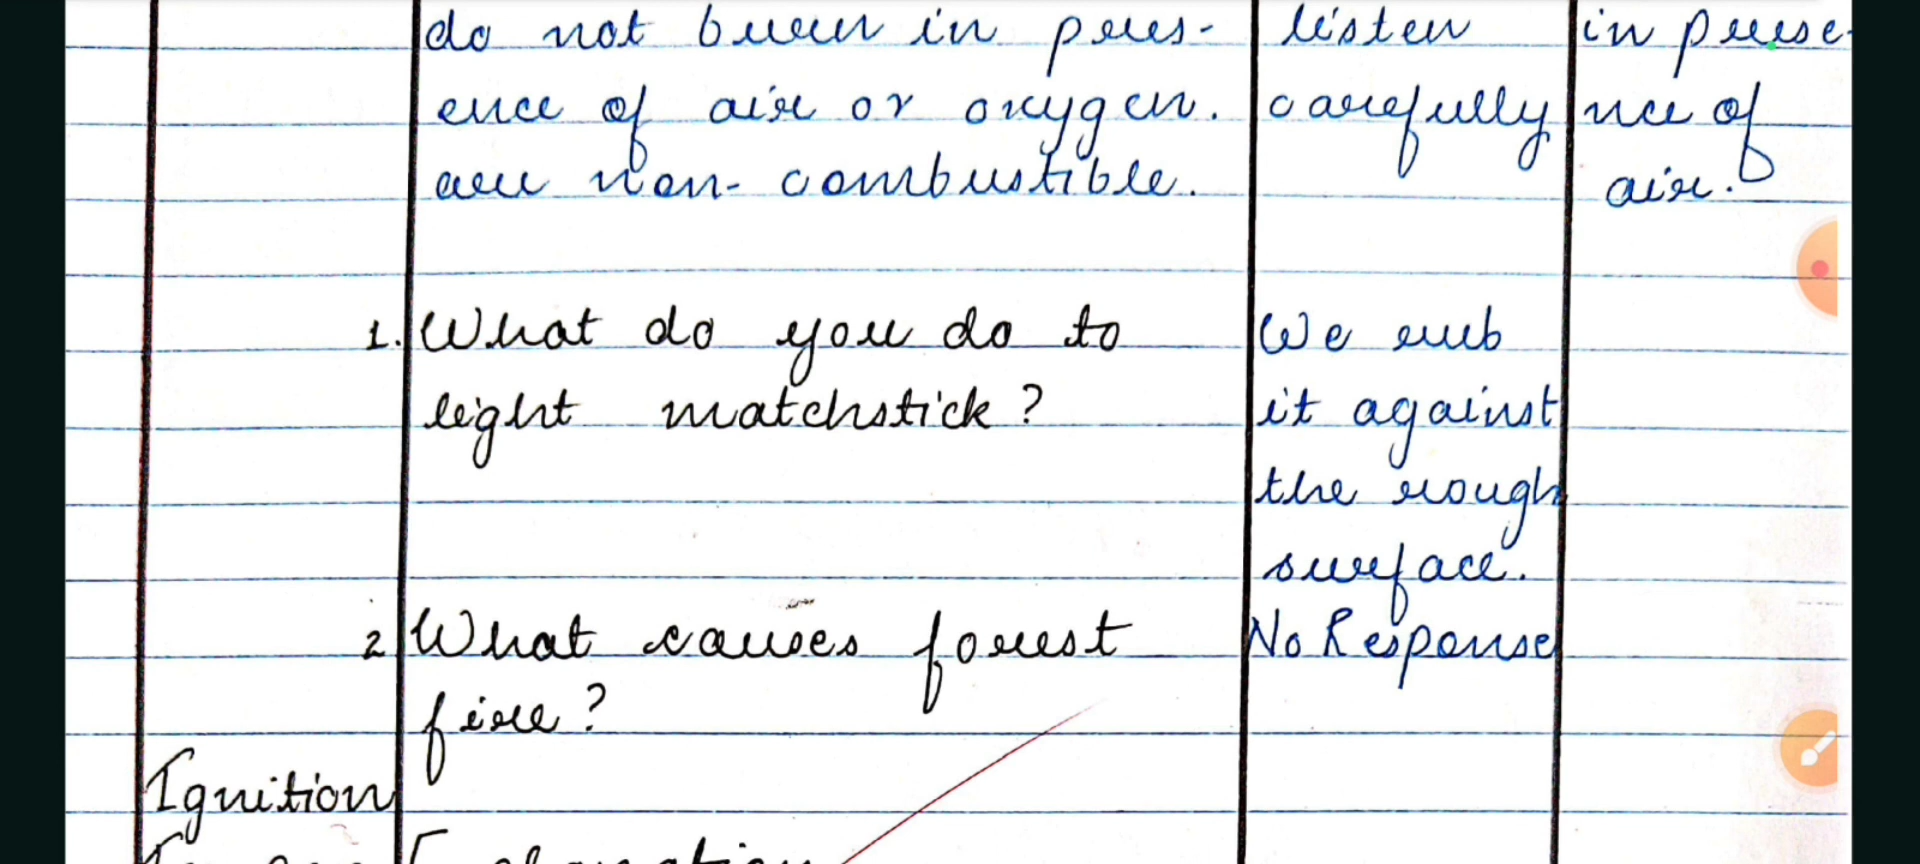 do not burn in pres- listen in prese-
ence of air or oxygen. carefully nce of
are non-combustible. air.
1. What do you do to We rub
light matchstick? it against
the rough
surface.
2 What causes forest No Response
fire?
Ignition
Explanation